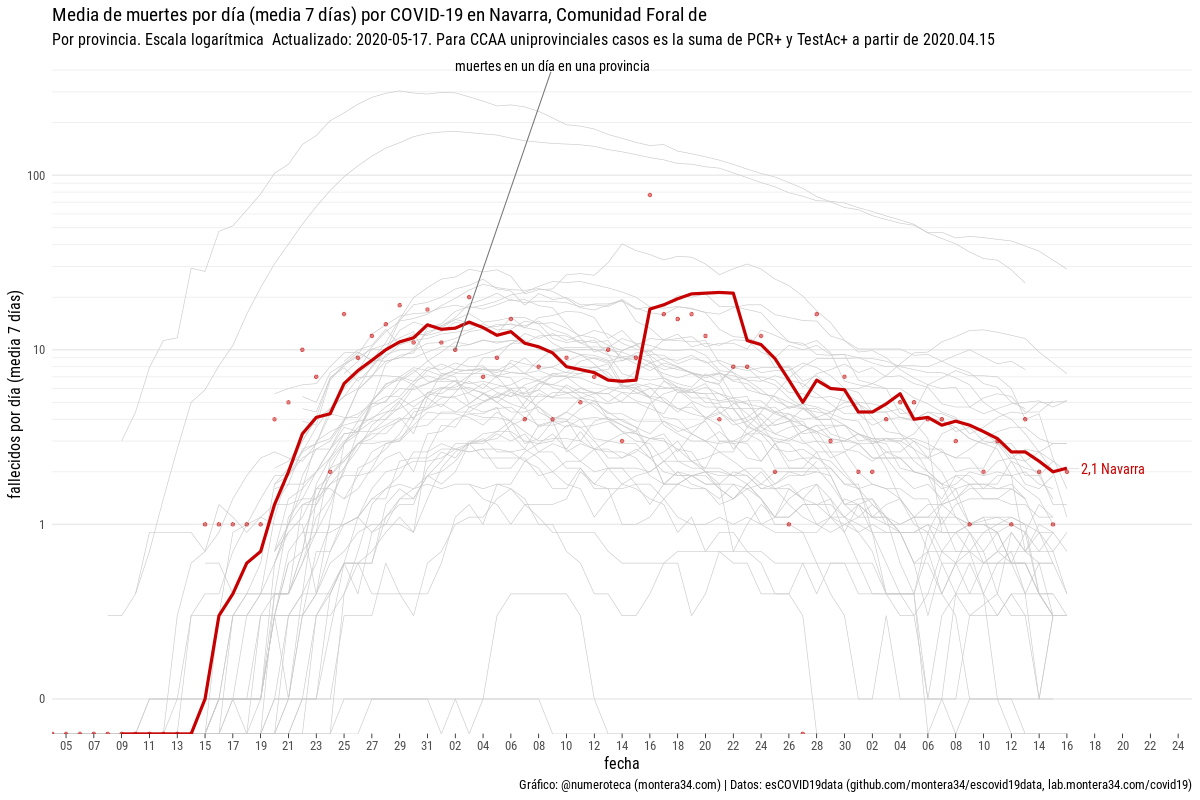 Media de muertes por día (media 7 días) por COVID-19 en Navarra, Comunidad Foral de
Por provincia. Escala logarítmica  Actualizado: 2020-05-17. Para CCAA uniprovinciales casos es la suma de PCR+ y TestAc+ a partir de 2020.04.15
muertes en un día en una provincia
100
10
1
0
fallecidos por día (media  7 días)
2,1 Navarra
05 07 09 11 13 15 17 19 21 23 25 27 29 31 02 04 06 08 10 12 14 16 18 20 22 24 26 28 30 02 04 06 08 10 12 14 16 18 20 22 24
fecha
Gráfico: @numeroteca (montera34.com) | Datos: esCOVID19data (github.com/montera34/escovid19data, lab.montera34.com/covid19)